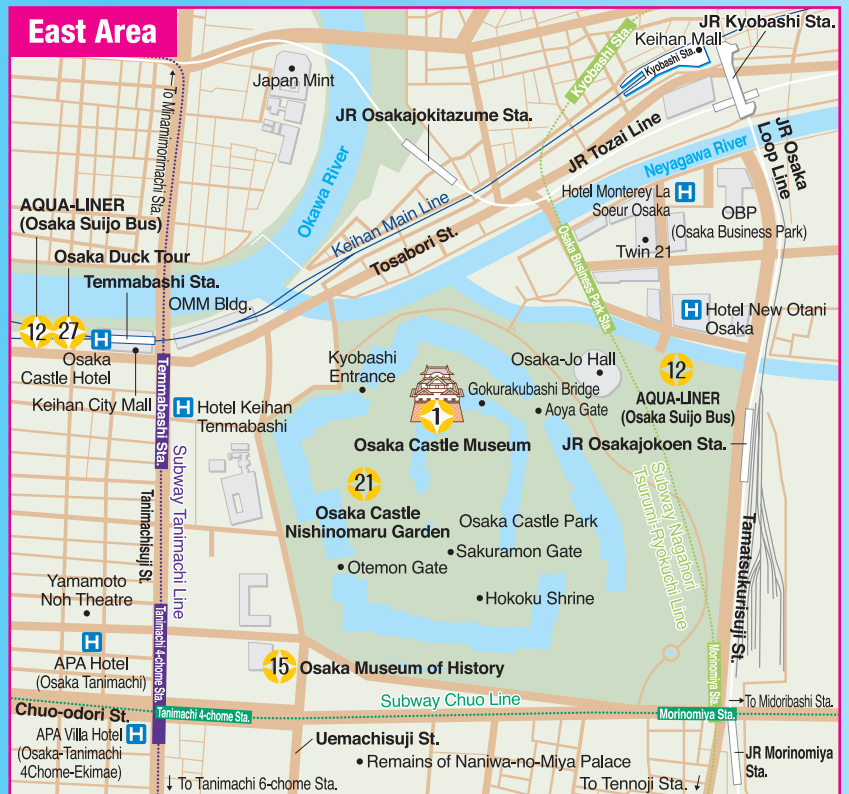 East Area
JR Kyobashi Sta.
Keihan Mall
Kyobashi Sta.
Kyobashi Sta.
Japan Mint
→To Minamimorimachi Sta.
JR Osakajokitazume Sta.
JR Tozai Line
JR Osaka
Loop Line
Neyagawa River
Okawa River
Keihan Main Line
Tosabori St.
Hotel Monterey La
Soeur Osaka
H
OBP
(Osaka Business Park)
Twin 21
Osaka Business Park Sta.
AQUA-LINER
(Osaka Suijo Bus)
Osaka Duck Tour
Temmabashi Sta.
OMM Bldg.
12
27
H
Osaka
Castle Hotel
Keihan City Mall
Temmabashi Sta.
H
Hotel Keihan
Tenmabashi
H
Hotel New Otani
Osaka
Kyobashi
Entrance
Osaka-Jo Hall
Gokurakubashi Bridge
Aoya Gate
1
Osaka Castle Museum
12
AQUA-LINER
(Osaka Suijo Bus)
JR Osakajokoen Sta.
21
Osaka Castle
Nishinomaru Garden
Osaka Castle Park
Sakuramon Gate
Otemon Gate
Hokoku Shrine
Subway Tanimachi Line
Tanimachisuji St.
Subway Nagahori
Tsurumi-Ryokuchi Line
Tamatsukurisuji St.
Yamamoto
Noh Theatre
H
APA Hotel
(Osaka Tanimachi)
Tanimachi 4-chome Sta.
15
Osaka Museum of History
Morinomiya Sta.
Subway Chuo Line
→To Midoribashi Sta.
Chuo-odori St.
Tanimachi 4-chome Sta.
Morinomiya Sta.
APA Villa Hotel
(Osaka-Tanimachi
4Chome-Ekimae)
H
Uemachisuji St.
Remains of Naniwa-no-Miya Palace
JR Morinomiya
Sta.
↓ To Tanimachi 6-chome Sta.
To Tennoji Sta. ↓